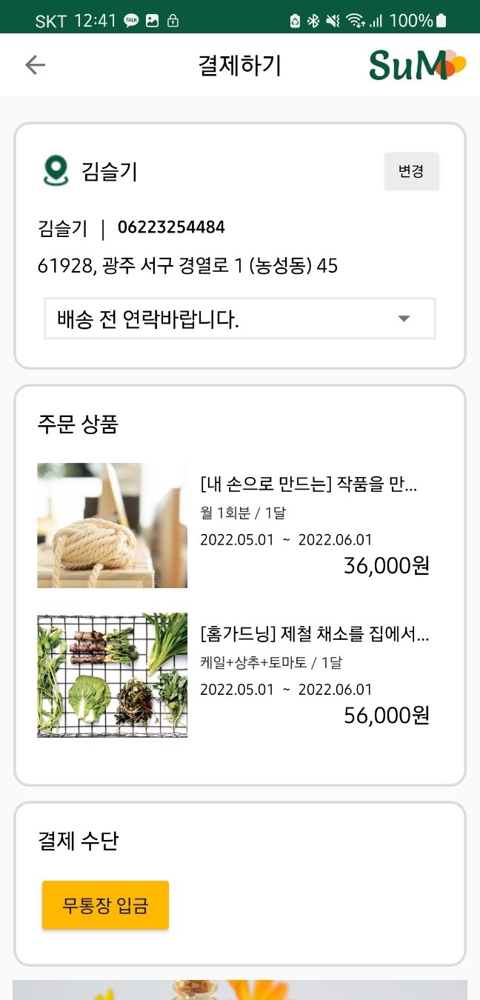 SKT 12:41 TALK 100%
결제하기 SuM
김슬기 변경
김슬기 | 06223254484
61928, 광주 서구 경열로 1 (농성동) 45
배송 전 연락바랍니다.
주문 상품
[내 손으로 만드는] 작품을 만...
월 1회분 / 1달
2022.05.01 ~ 2022.06.01
36,000원
[홈가드닝] 제철 채소를 집에서...
케일+상추+토마토 / 1달
2022.05.01 ~ 2022.06.01
56,000원
결제 수단
무통장 입금